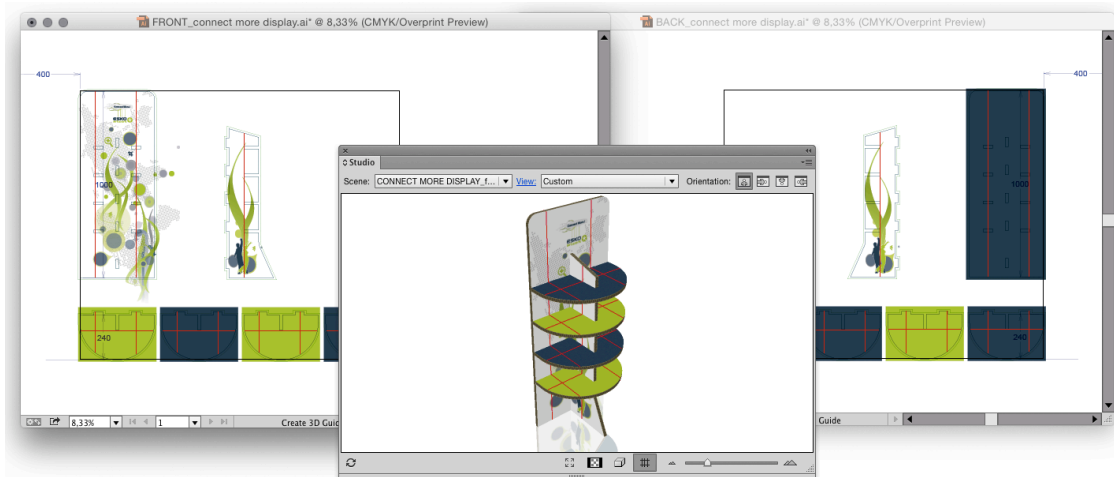 FRONT_connect more display.ai* @ 8,33% (CMYK/Overprint Preview)
BACK_connect more display.ai* @ 8,33% (CMYK/Overprint Preview)
400
400
ESKO
1000
1000
Studio
Scene: CONNECT MORE DISPLAY_f... View: Custom Orientation:
ESKO
240
240
8,33% 1 Create 3D Guid
Guide